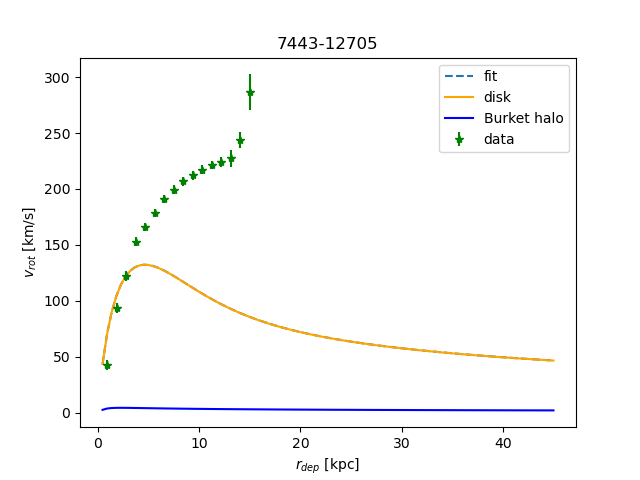 7443-12705
fit
disk
Burket halo
data
300
250
200
150
100
50
0
v_rot [km/s]
0 10 20 30 40
r_dep [kpc]